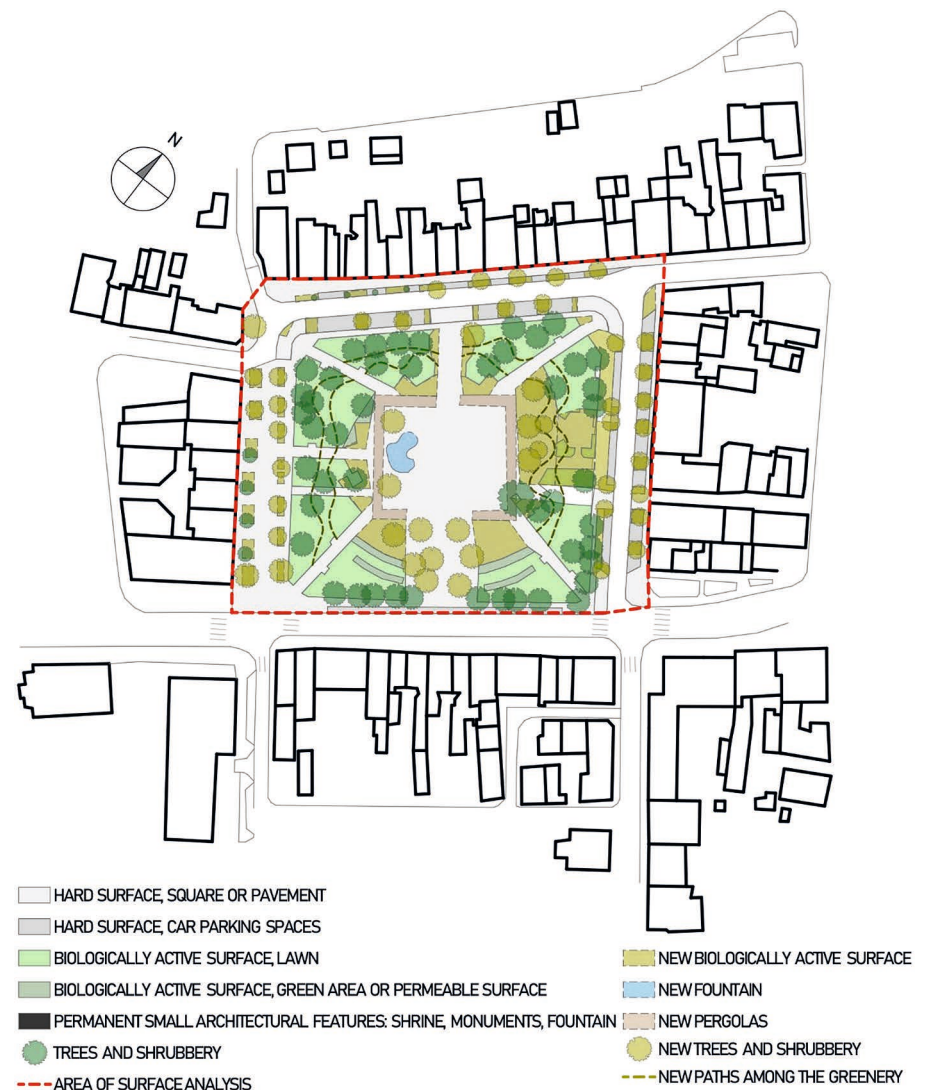 N
HARD SURFACE, SQUARE OR PAVEMENT
HARD SURFACE, CAR PARKING SPACES
BIOLOGICALLY ACTIVE SURFACE, LAWN
BIOLOGICALLY ACTIVE SURFACE, GREEN AREA OR PERMEABLE SURFACE
PERMANENT SMALL ARCHITECTURAL FEATURES: SHRINE, MONUMENTS, FOUNTAIN
TREES AND SHRUBBERY
AREA OF SURFACE ANALYSIS
NEW BIOLOGICALLY ACTIVE SURFACE
NEW FOUNTAIN
NEW PERGOLAS
NEW TREES AND SHRUBBERY
NEW PATHS AMONG THE GREENERY